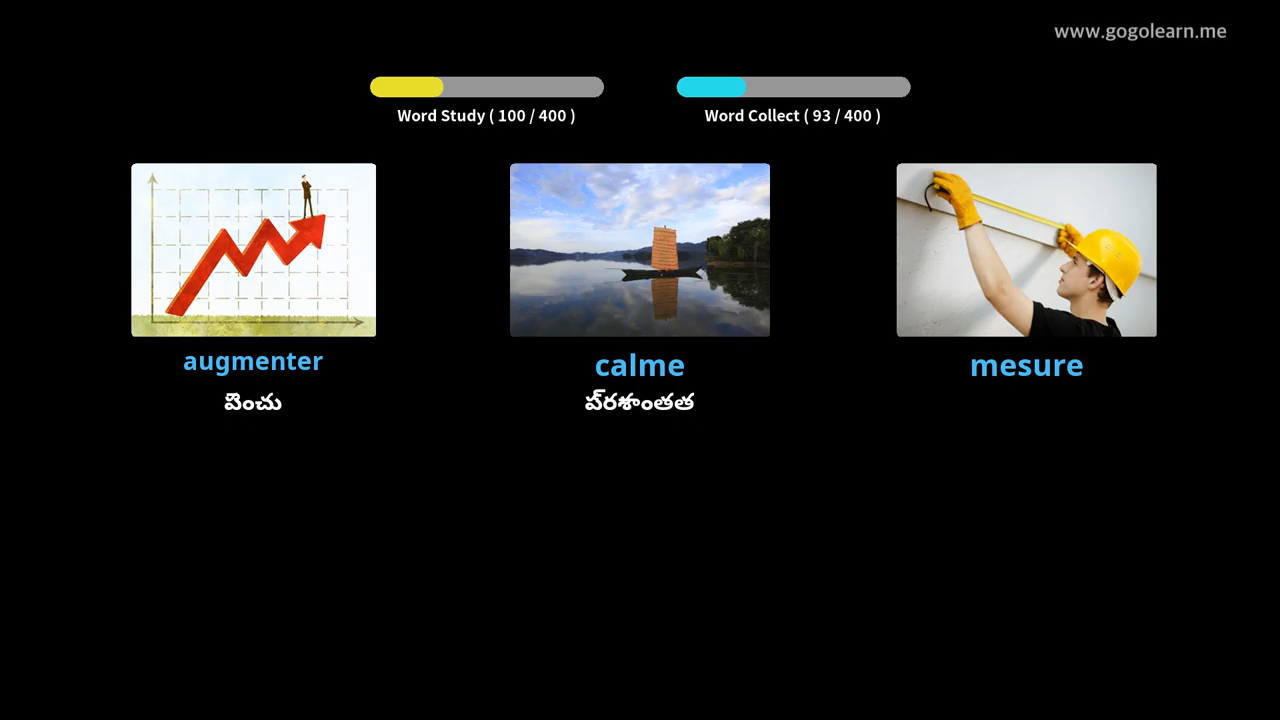 www.gogolearn.me
Word Study ( 100 / 400 )
Word Collect ( 93 / 400 )
augmenter
calme
mesure
పెంచు
ప్రశాంతత